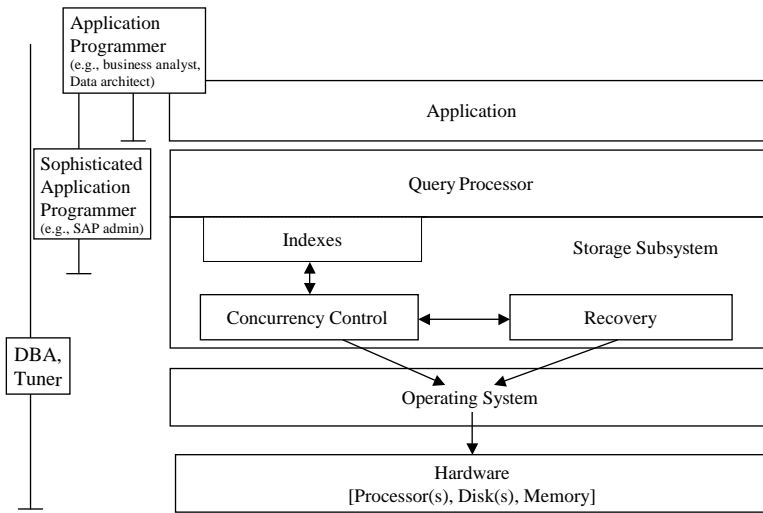 Application
Programmer
(e.g., business analyst,
Data architect)
Application
Sophisticated
Application
Programmer
(e.g., SAP admin)
Query Processor
Indexes
Storage Subsystem
Concurrency Control
Recovery
DBA,
Tuner
Operating System
Hardware
[Processor(s), Disk(s), Memory]